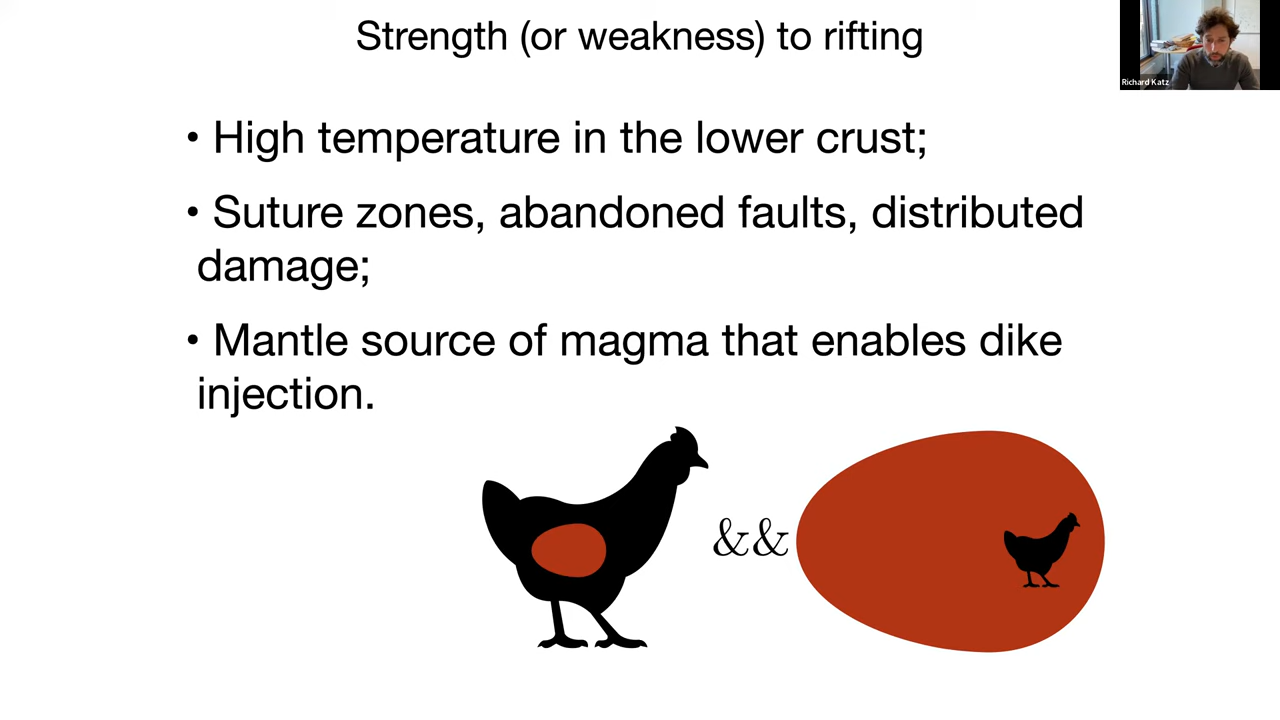 Strength (or weakness) to rifting
Richard Katz
• High temperature in the lower crust;
• Suture zones, abandoned faults, distributed
damage;
• Mantle source of magma that enables dike
injection.
&&